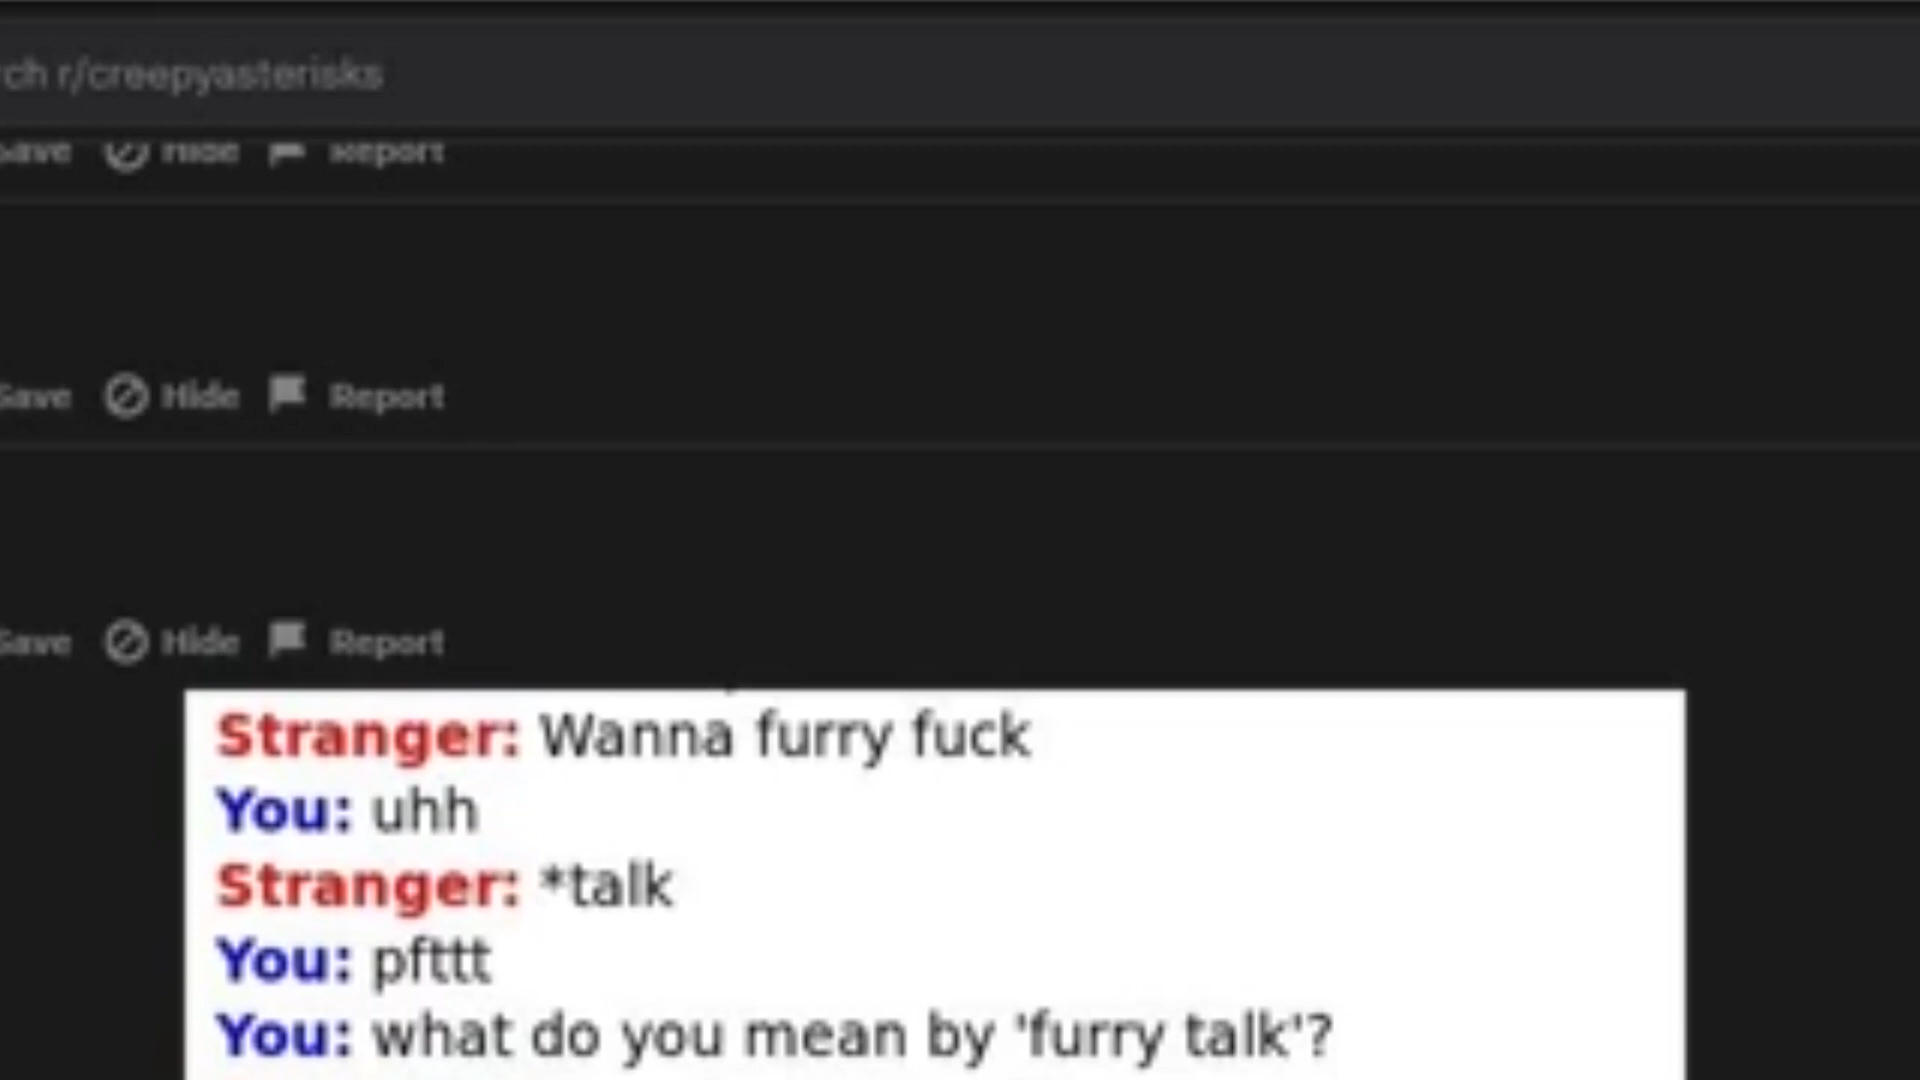 r/creepyasterisks
Save Hide Report
Save Hide Report
Save Hide Report
Stranger: Wanna furry fuck
You: uhh
Stranger: *talk
You: pfttt
You: what do you mean by 'furry talk'?